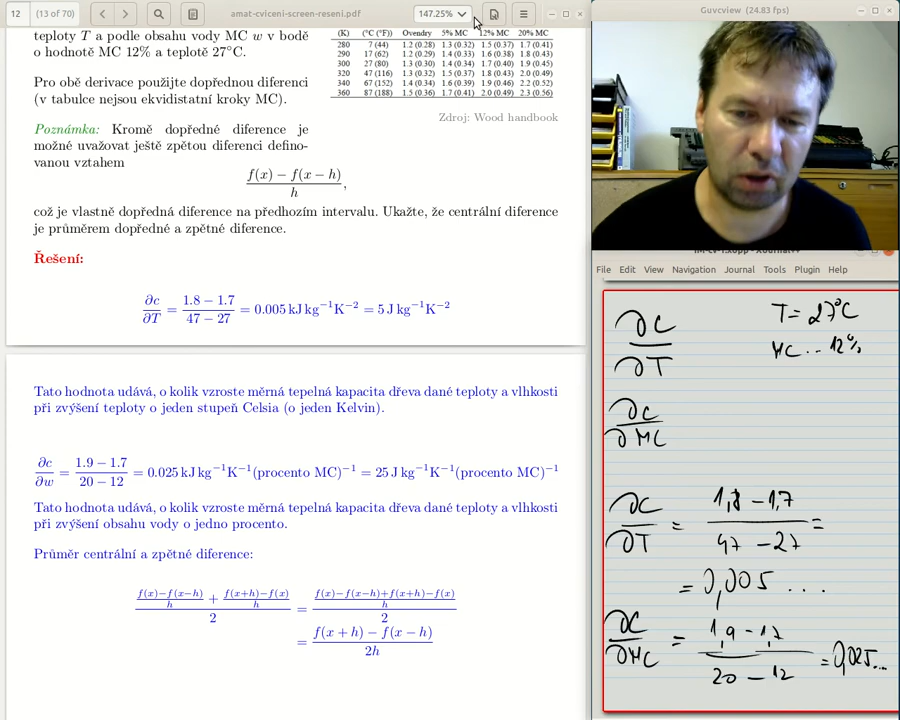 12 (13 of 70) amat-cviceni-screen-reseni.pdf 147.25%
Guvcview (24.83 fps)
teploty T a podle obsahu vody MC w v bodě
o hodnotě MC 12% a teplotě 27°C.
Pro obě derivace použijte dopřednou diferenci
(v tabulce nejsou ekvidistatní kroky MC).
Poznámka: Kromě dopředné diference je
možné uvažovat ještě zpětou diferenci defino-
vanou vztahem
(K) (°C (°F)) Ovendry 5% MC 12% MC 20% MC
280 7 (44) 1.2 (0.28) 1.3 (0.32) 1.5 (0.37) 1.7 (0.41)
290 17 (62) 1.2 (0.29) 1.4 (0.33) 1.6 (0.38) 1.8 (0.43)
300 27 (80) 1.3 (0.30) 1.4 (0.34) 1.7 (0.40) 1.9 (0.45)
320 47 (116) 1.3 (0.32) 1.5 (0.37) 1.8 (0.43) 2.0 (0.49)
340 67 (152) 1.4 (0.34) 1.6 (0.39) 1.9 (0.46) 2.2 (0.52)
360 87 (188) 1.5 (0.36) 1.7 (0.41) 2.0 (0.49) 2.3 (0.56)
Zdroj: Wood handbook
f(x) − f(x − h)
h ,
což je vlastně dopředná diference na předhozím intervalu. Ukažte, že centrální diference
je průměrem dopředné a zpětné diference.
Řešení:
∂c/∂T = (1.8 − 1.7)/(47 − 27) = 0.005 kJ kg⁻¹K⁻² = 5 J kg⁻¹K⁻²
Tato hodnota udává, o kolik vzroste měrná tepelná kapacita dřeva dané teploty a vlhkosti
při zvýšení teploty o jeden stupeň Celsia (o jeden Kelvin).
∂c/∂w = (1.9 − 1.7)/(20 − 12) = 0.025 kJ kg⁻¹K⁻¹(procento MC)⁻¹ = 25 J kg⁻¹K⁻¹(procento MC)⁻¹
Tato hodnota udává, o kolik vzroste měrná tepelná kapacita dřeva dané teploty a vlhkosti
při zvýšení obsahu vody o jedno procento.
Průměr centrální a zpětné diference:
((f(x)−f(x−h))/h + (f(x+h)−f(x))/h)/2 = ((f(x)−f(x−h)+f(x+h)−f(x))/h)/2
= (f(x + h) − f(x − h))/2h
File Edit View Navigation Journal Tools Plugin Help
∂C/∂T T = 27°C
MC .. 12%
∂C/∂MC
∂C/∂T = (1,8 − 1,7)/(47 − 27) =
= 0,005 ...
∂C/∂MC = (1,9 − 1,7)/(20 − 12) = 0,025...